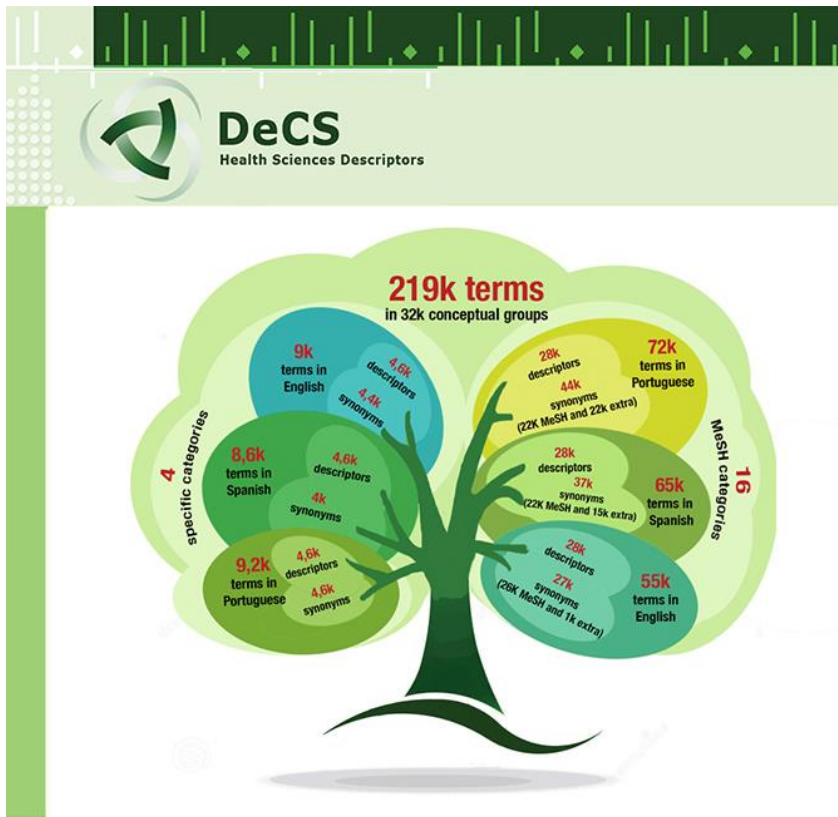 DeCS
Health Sciences Descriptors
219k terms
in 32k conceptual groups
4
specific categories
9k
terms in
English
4,6k
descriptors
4,4k
synonyms
8,6k
terms in
Spanish
4,6k
descriptors
4k
synonyms
9,2k
terms in
Portuguese
4,6k
descriptors
4,6k
synonyms
28k
descriptors
44k
synonyms
(22K MeSH and 22k extra)
72k
terms in
Portuguese
28k
descriptors
37k
synonyms
(22K MeSH and 15k extra)
65k
terms in
Spanish
28k
descriptors
27k
synonyms
(26K MeSH and 1k extra)
55k
terms in
English
16
MeSH categories